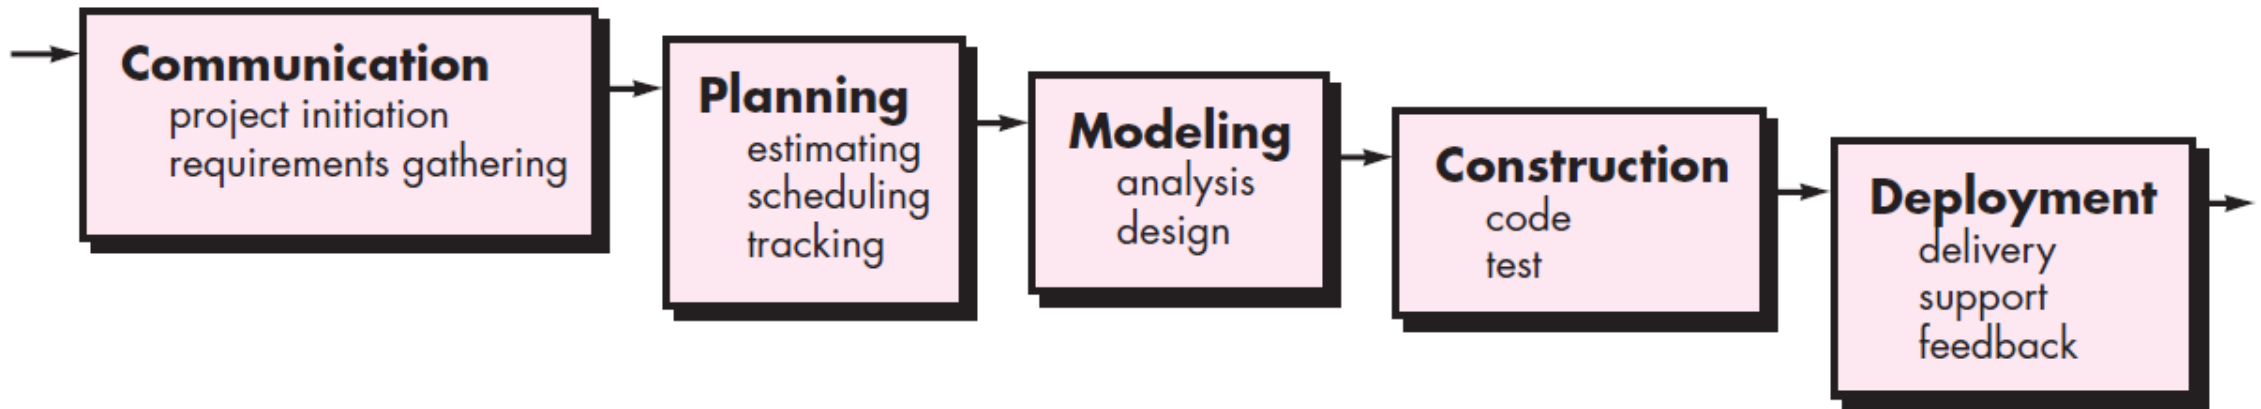 Communication
project initiation
requirements gathering
Planning
estimating
scheduling
tracking
Modeling
analysis
design
Construction
code
test
Deployment
delivery
support
feedback